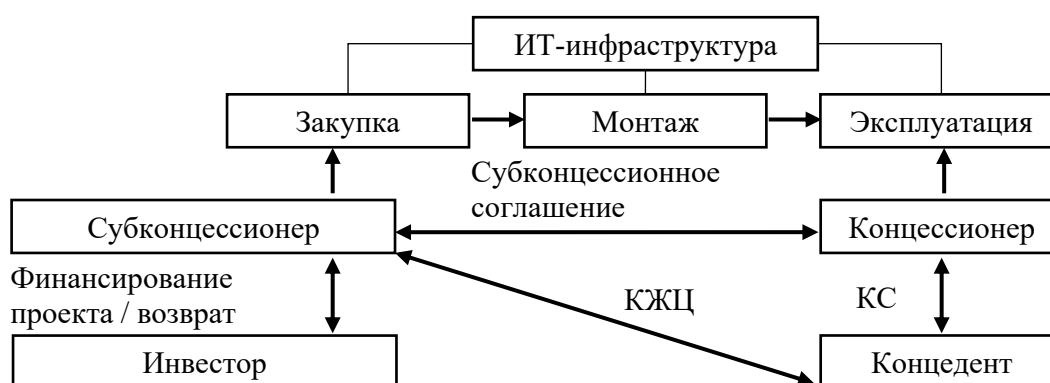 ИТ-инфраструктура
Закупка
Монтаж
Эксплуатация
Субконцессионное
соглашение
Субконцессионер
Концессионер
Финансирование
проекта / возврат
КЖЦ
КС
Инвестор
Концедент